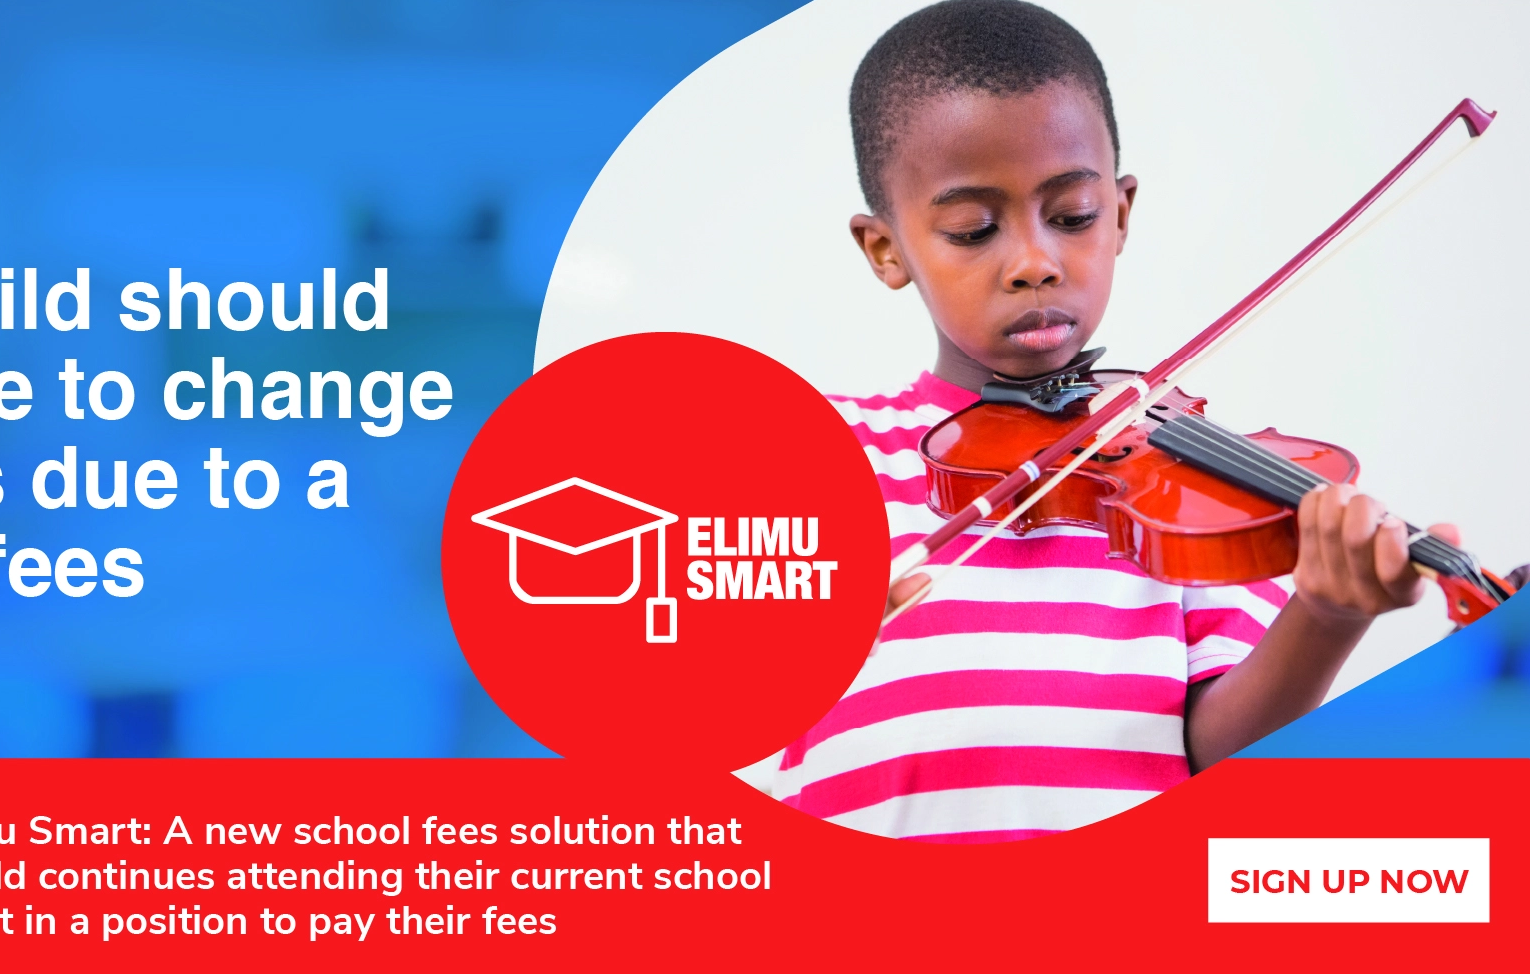 ild should
e to change
s due to a
fees
ELIMU
SMART
u Smart: A new school fees solution that
ld continues attending their current school
t in a position to pay their fees
SIGN UP NOW